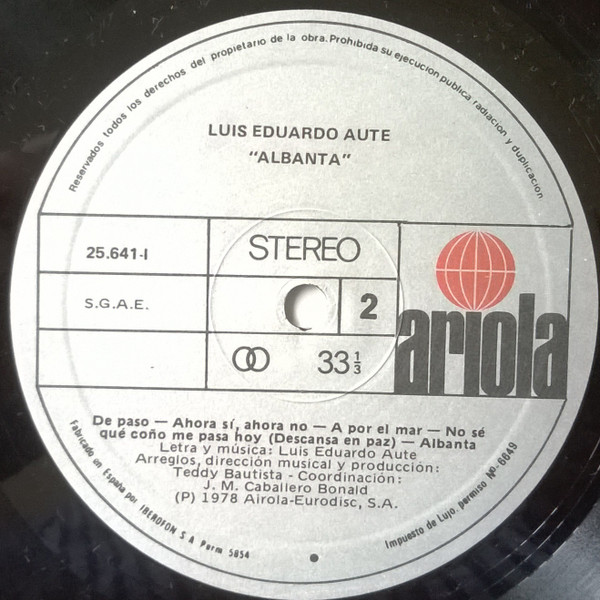 Reservados todos los derechos del propietario de la obra. Prohibida su ejecucion publica radiacion y duplicacion
LUIS EDUARDO AUTE
"ALBANTA"
25.641-I
STEREO
S.G.A.E.
2
33 1/3
ariola
De paso — Ahora sí, ahora no — A por el mar — No sé
qué coño me pasa hoy (Descansa en paz) — Albanta
Letra y música: Luis Eduardo Aute
Arreglos, dirección musical y producción:
Teddy Bautista - Coordinación:
J. M. Caballero Bonald
(P) 1978 Airola-Eurodisc, S.A.
Fabricado en España por IBEROFON S A Perm 5854
Impuesto de Lujo. permiso Nº- 6649